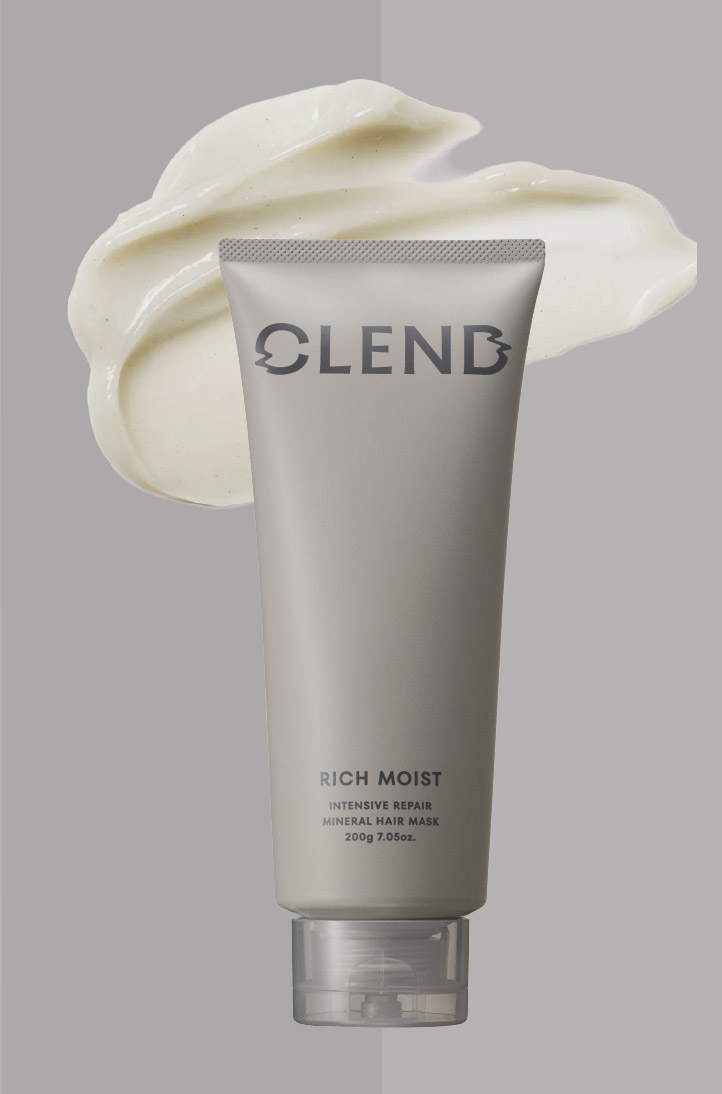 CLEND
RICH MOIST
INTENSIVE REPAIR
MINERAL HAIR MASK
200g 7.05oz.